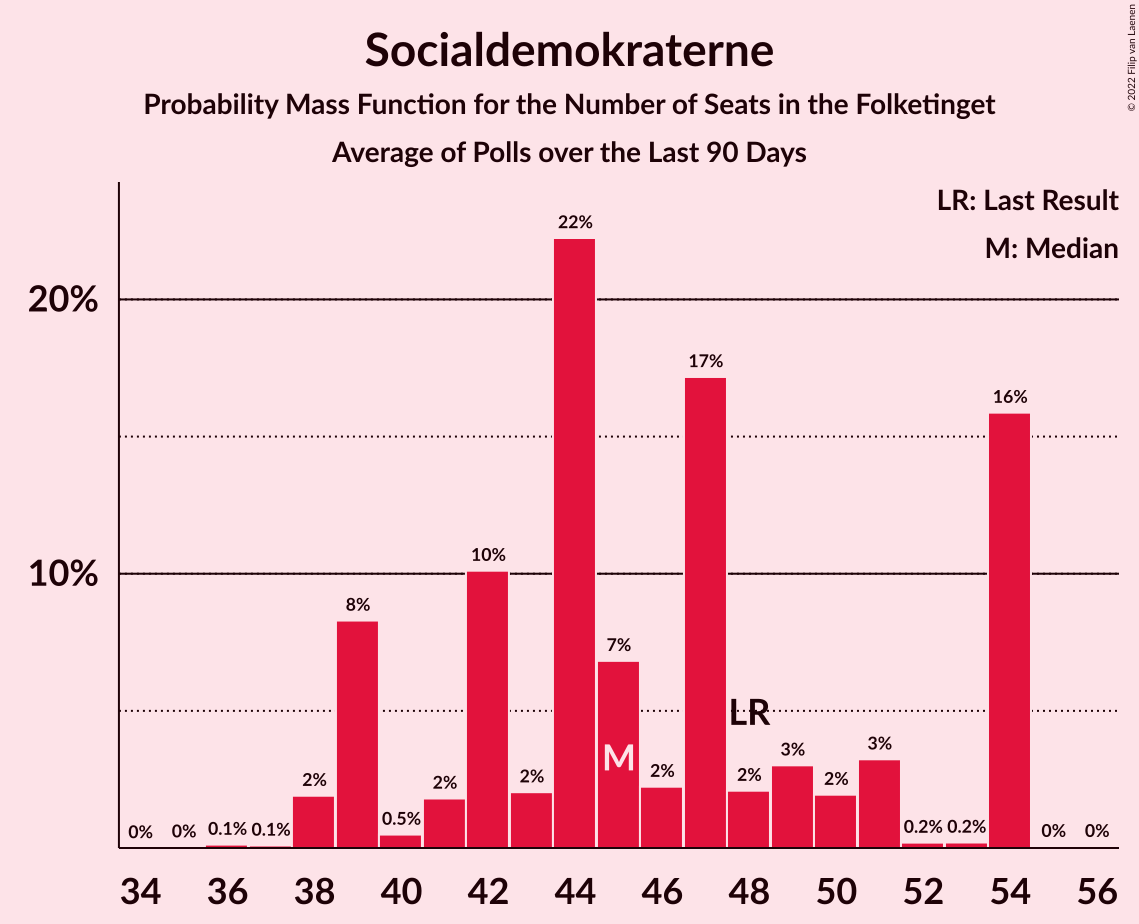 Socialdemokraterne
Probability Mass Function for the Number of Seats in the Folketinget
Average of Polls over the Last 90 Days
© 2022 Filip van Laenen
LR: Last Result
M: Median
20%
10%
0%
0%
0.1%
0.1%
2%
8%
0.5%
2%
10%
2%
22%
7%
2%
17%
2%
3%
2%
3%
0.2%
0.2%
16%
0%
0%
M
LR
34 36 38 40 42 44 46 48 50 52 54 56